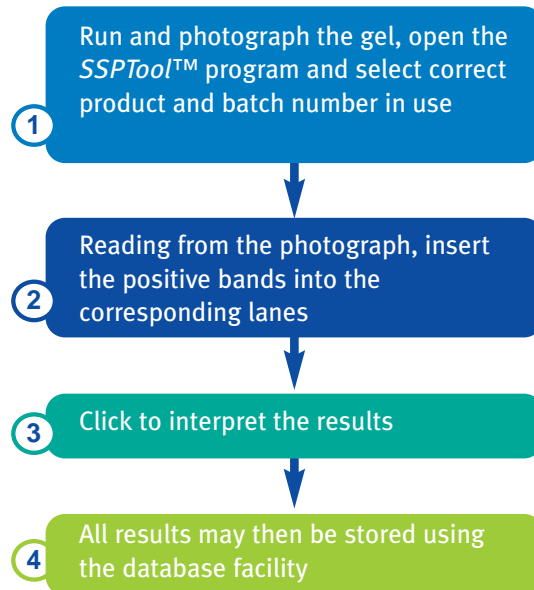 Run and photograph the gel, open the
SSPTool™ program and select correct
product and batch number in use
1
Reading from the photograph, insert
the positive bands into the
corresponding lanes
2
Click to interpret the results
3
All results may then be stored using
the database facility
4